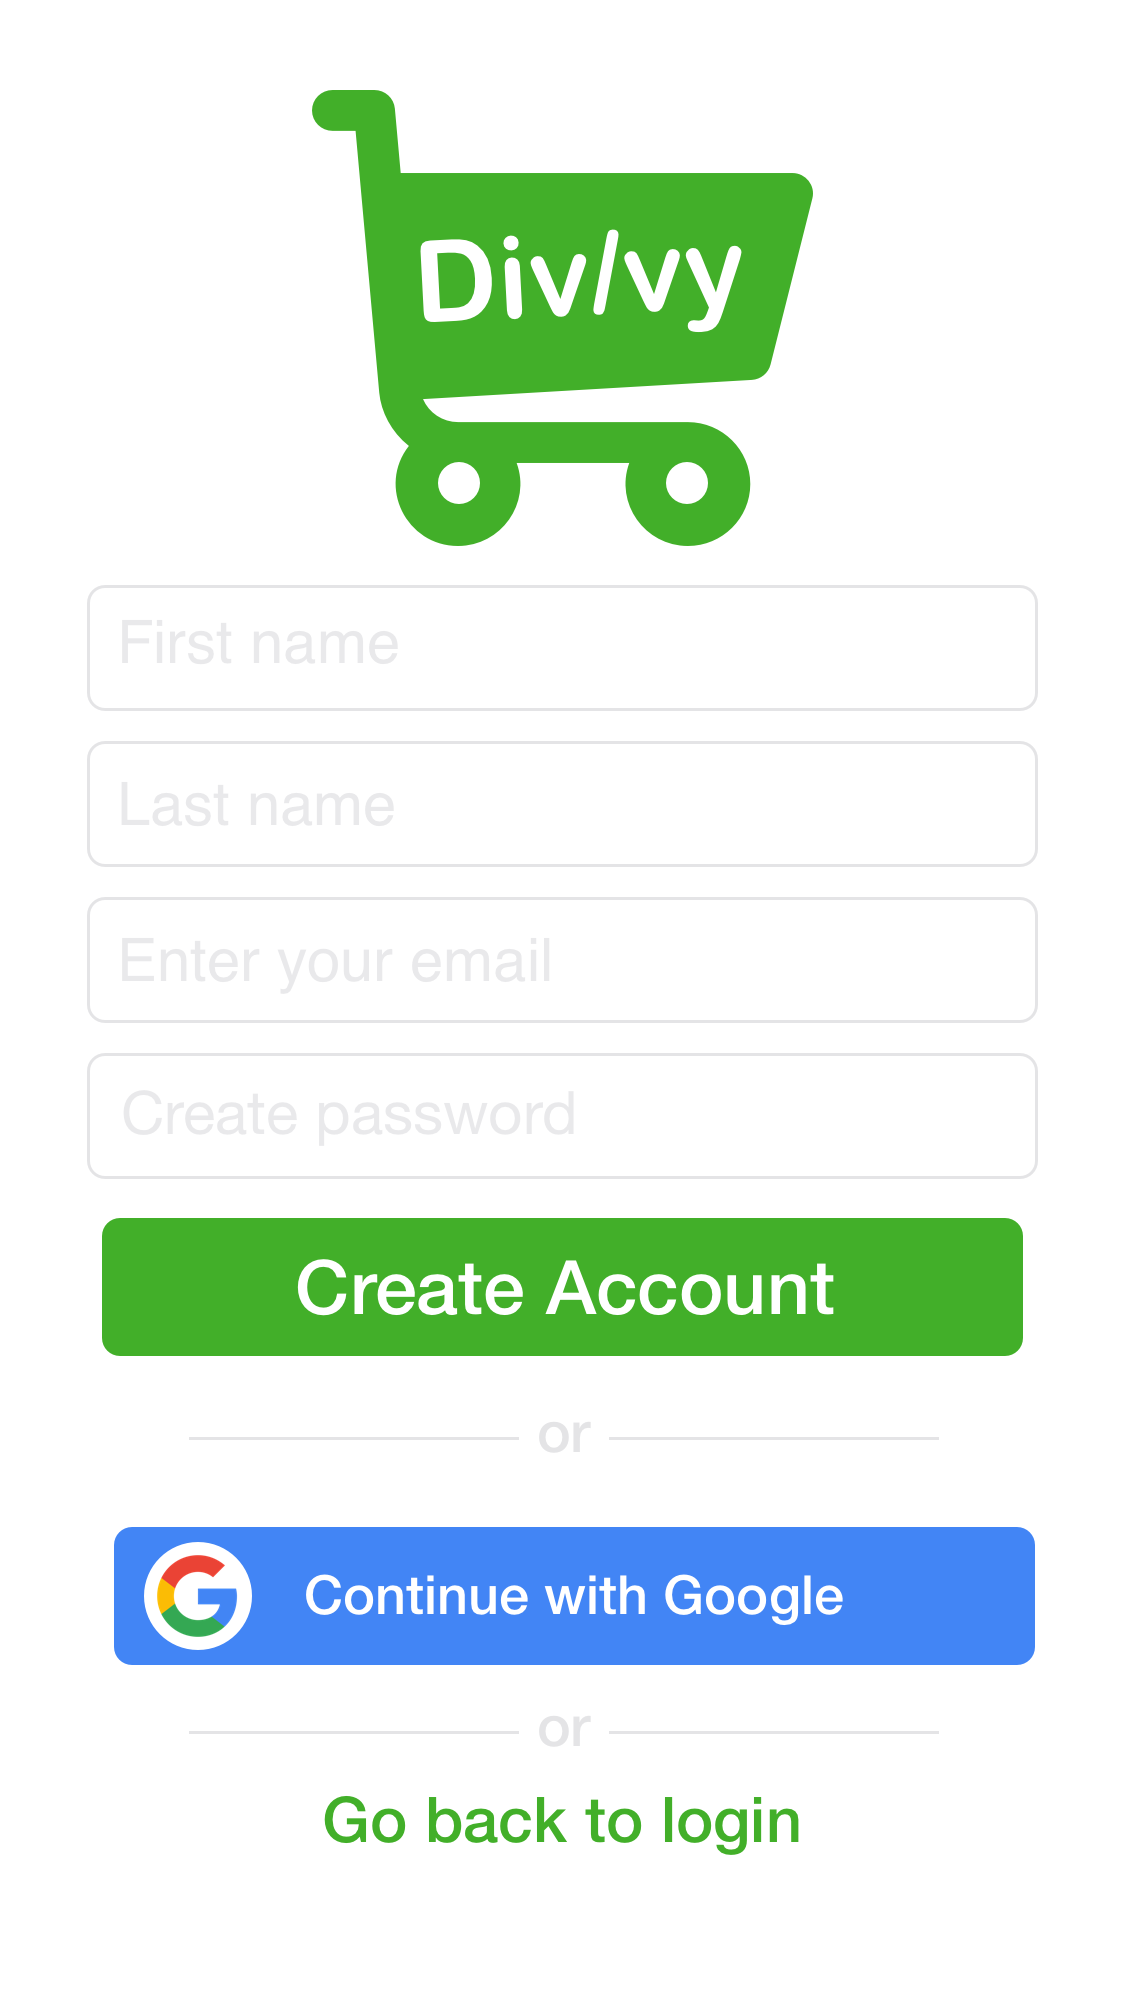 Div/vy
First name
Last name
Enter your email
Create password
Create Account
or
Continue with Google
or
Go back to login